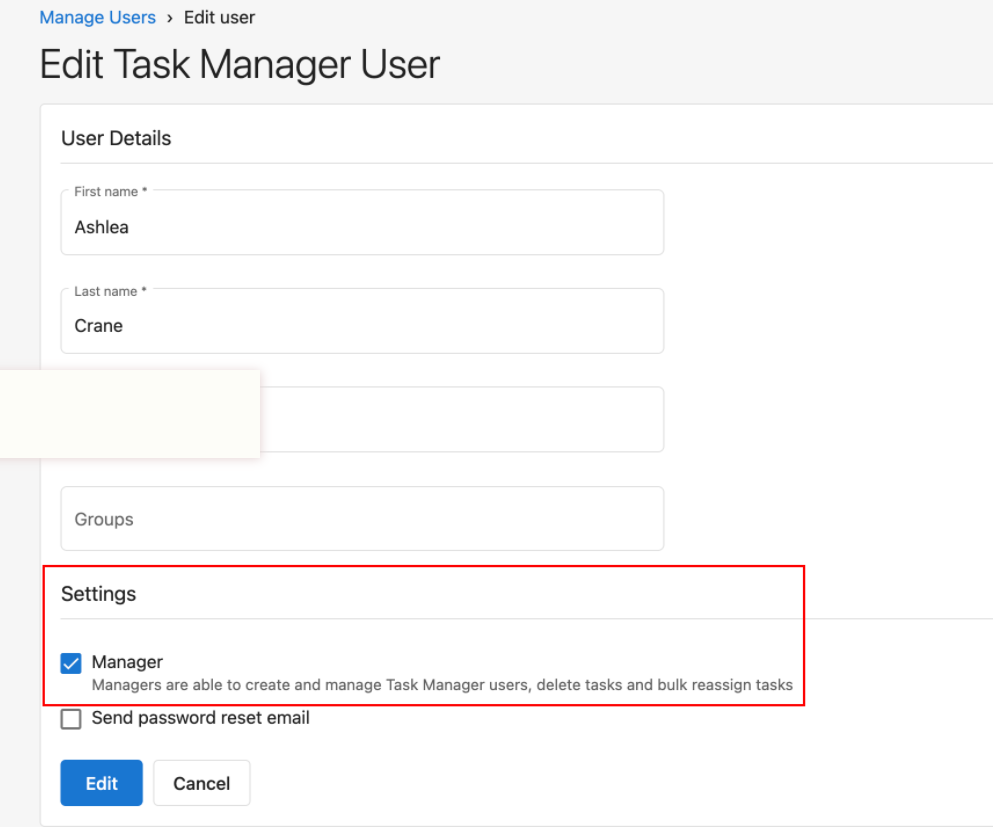 Manage Users › Edit user
Edit Task Manager User
User Details
First name *
Ashlea
Last name *
Crane
Groups
Settings
Manager
Managers are able to create and manage Task Manager users, delete tasks and bulk reassign tasks
Send password reset email
Edit Cancel